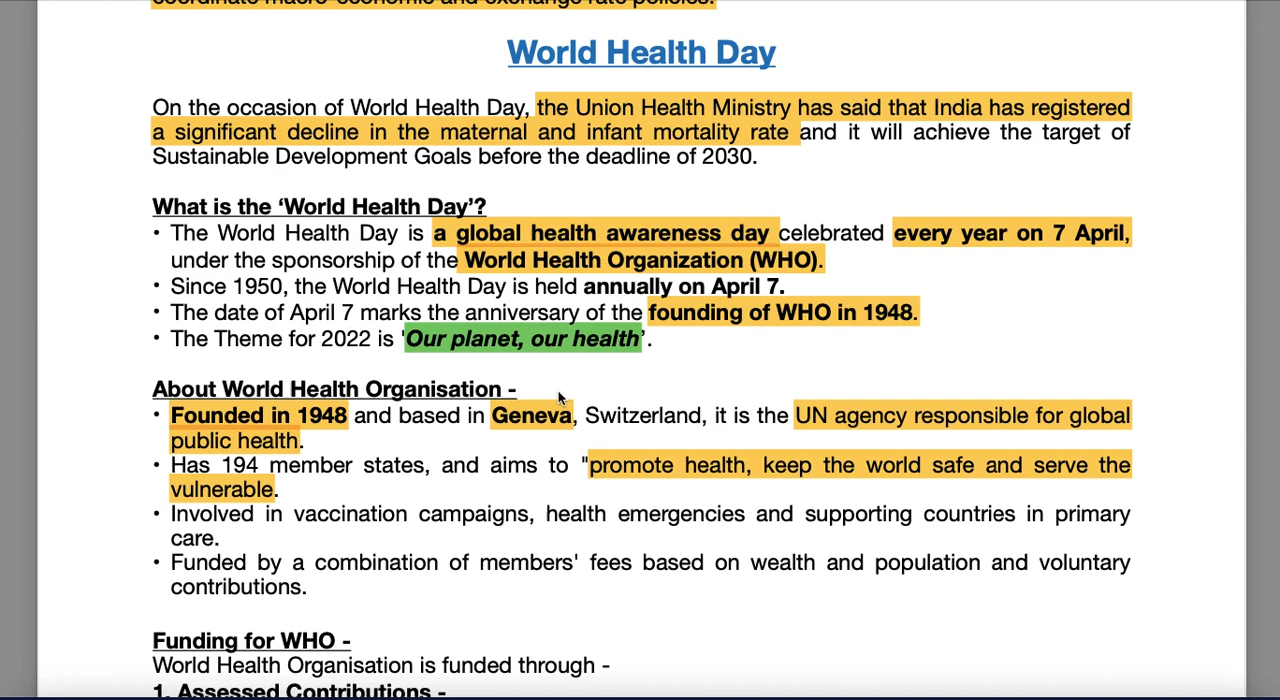 coordinate macro-economic and exchange rate policies.
World Health Day
On the occasion of World Health Day, the Union Health Ministry has said that India has registered
a significant decline in the maternal and infant mortality rate and it will achieve the target of
Sustainable Development Goals before the deadline of 2030.
What is the ‘World Health Day’?
• The World Health Day is a global health awareness day celebrated every year on 7 April,
under the sponsorship of the World Health Organization (WHO).
• Since 1950, the World Health Day is held annually on April 7.
• The date of April 7 marks the anniversary of the founding of WHO in 1948.
• The Theme for 2022 is 'Our planet, our health’.
About World Health Organisation -
• Founded in 1948 and based in Geneva, Switzerland, it is the UN agency responsible for global
public health.
• Has 194 member states, and aims to "promote health, keep the world safe and serve the
vulnerable.
• Involved in vaccination campaigns, health emergencies and supporting countries in primary
care.
• Funded by a combination of members' fees based on wealth and population and voluntary
contributions.
Funding for WHO -
World Health Organisation is funded through -
1. Assessed Contributions -